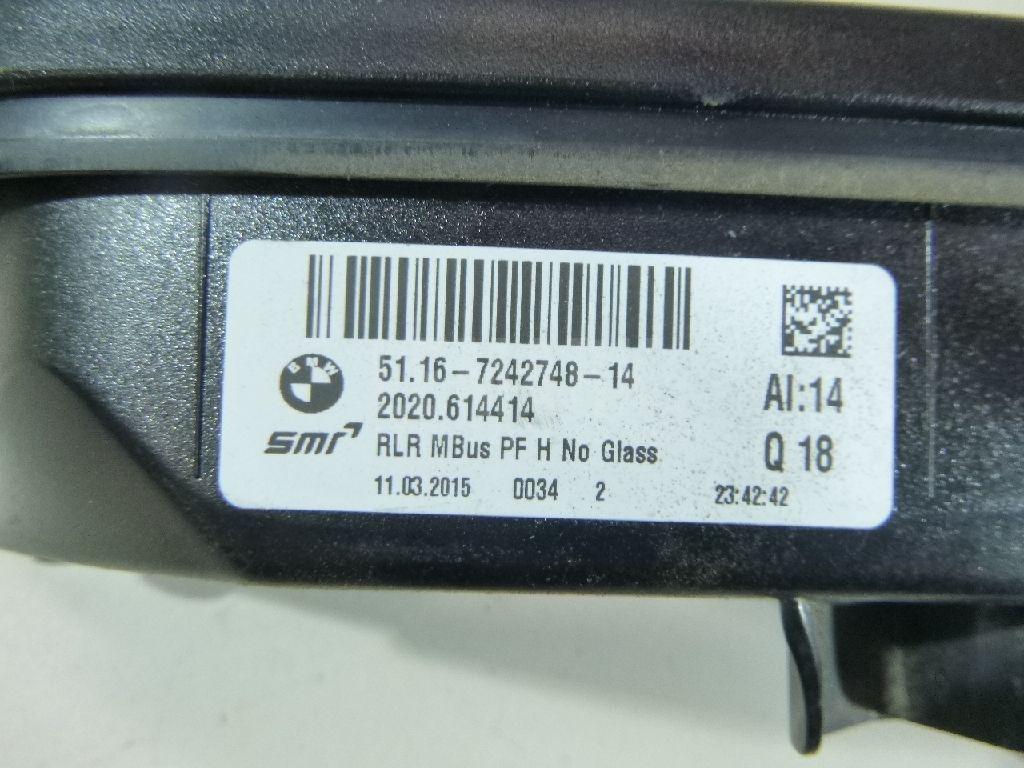 51.16-7242748-14
2020.614414
BMW
smr
RLR MBus PF H No Glass
11.03.2015 0034 2 23:42:42
AI:14
Q 18